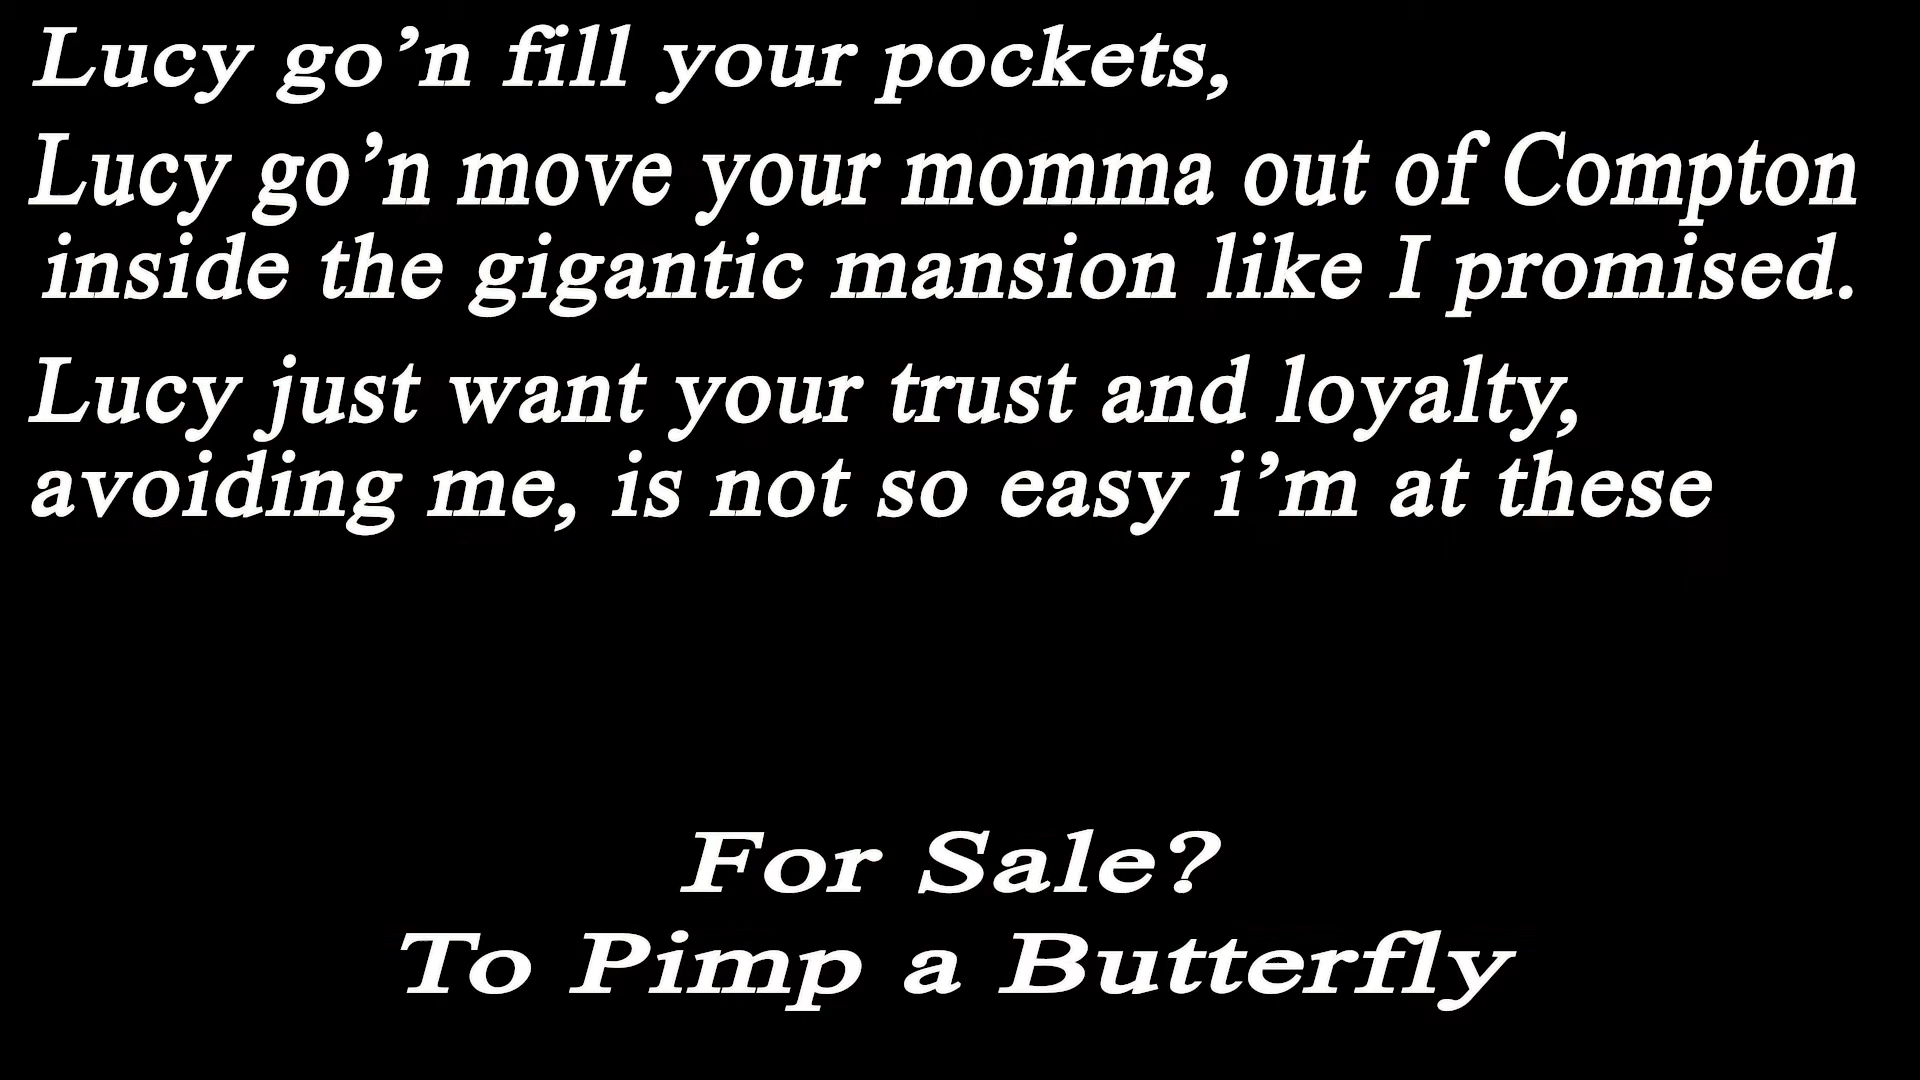 Lucy go’n fill your pockets,
Lucy go’n move your momma out of Compton
inside the gigantic mansion like I promised.
Lucy just want your trust and loyalty,
avoiding me, is not so easy i’m at these
For Sale?
To Pimp a Butterfly